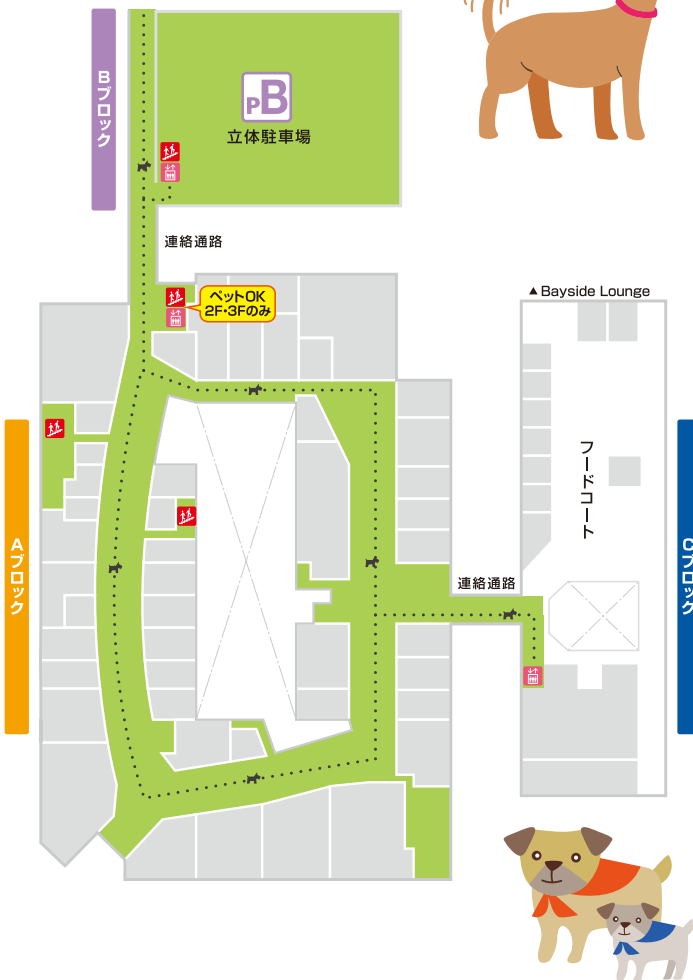 Bブロック
PB
立体駐車場
連絡通路
ペットOK
2F・3Fのみ
▲Bayside Lounge
フードコート
Aブロック
連絡通路
Cブロック